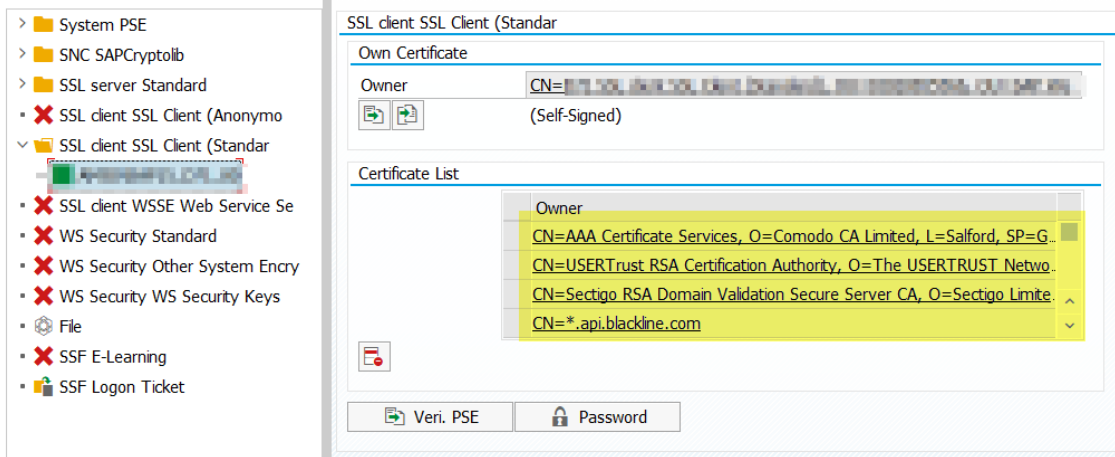 System PSE
SNC SAPCryptolib
SSL server Standard
SSL client SSL Client (Anonymo
SSL client SSL Client (Standar
SSL client WSSE Web Service Se
WS Security Standard
WS Security Other System Encry
WS Security WS Security Keys
File
SSF E-Learning
SSF Logon Ticket
SSL client SSL Client (Standar
Own Certificate
Owner CN=
(Self-Signed)
Certificate List
Owner
CN=AAA Certificate Services, O=Comodo CA Limited, L=Salford, SP=G..
CN=USERTrust RSA Certification Authority, O=The USERTRUST Netwo..
CN=Sectigo RSA Domain Validation Secure Server CA, O=Sectigo Limite..
CN=*.api.blackline.com
Veri. PSE Password